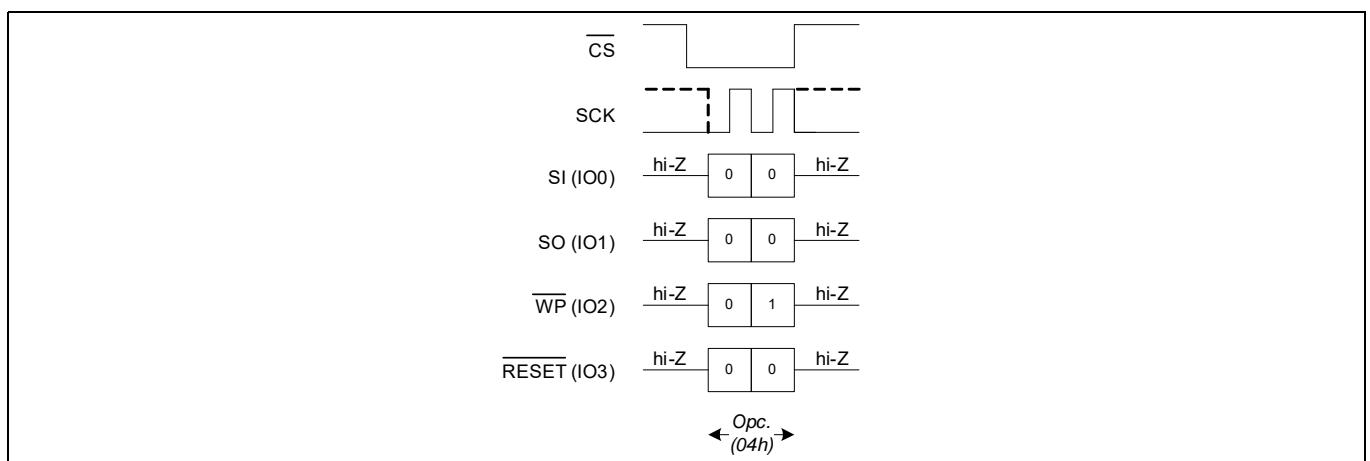 CS
SCK
hi-Z 0 0 hi-Z
SI (IO0)
hi-Z 0 0 hi-Z
SO (IO1)
hi-Z 0 1 hi-Z
WP (IO2)
hi-Z 0 0 hi-Z
RESET (IO3)
Opc.
(04h)